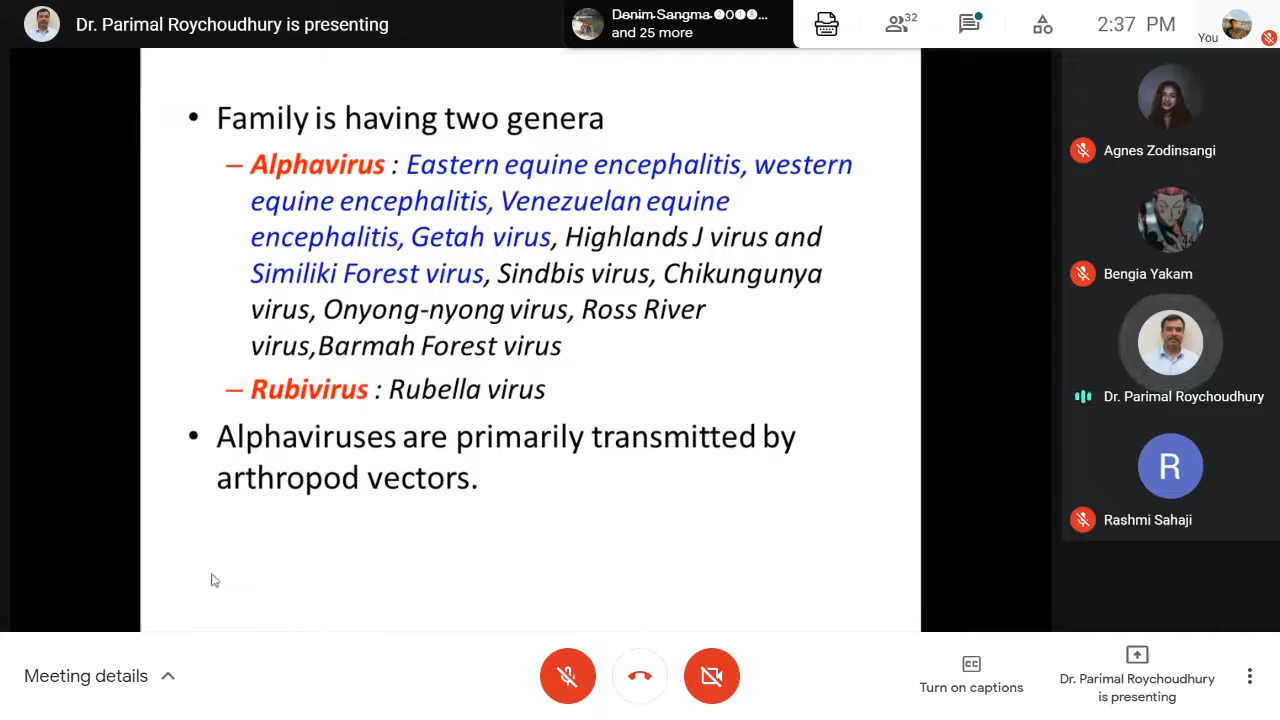 Dr. Parimal Roychoudhury is presenting
Denim Sangma ❷0❶❽...
and 25 more
32
2:37 PM
You
• Family is having two genera
– Alphavirus : Eastern equine encephalitis, western
equine encephalitis, Venezuelan equine
encephalitis, Getah virus, Highlands J virus and
Similiki Forest virus, Sindbis virus, Chikungunya
virus, Onyong-nyong virus, Ross River
virus,Barmah Forest virus
– Rubivirus : Rubella virus
• Alphaviruses are primarily transmitted by
arthropod vectors.
Agnes Zodinsangi
Bengia Yakam
Dr. Parimal Roychoudhury
R
Rashmi Sahaji
Meeting details
CC
Turn on captions
Dr. Parimal Roychoudhury
is presenting